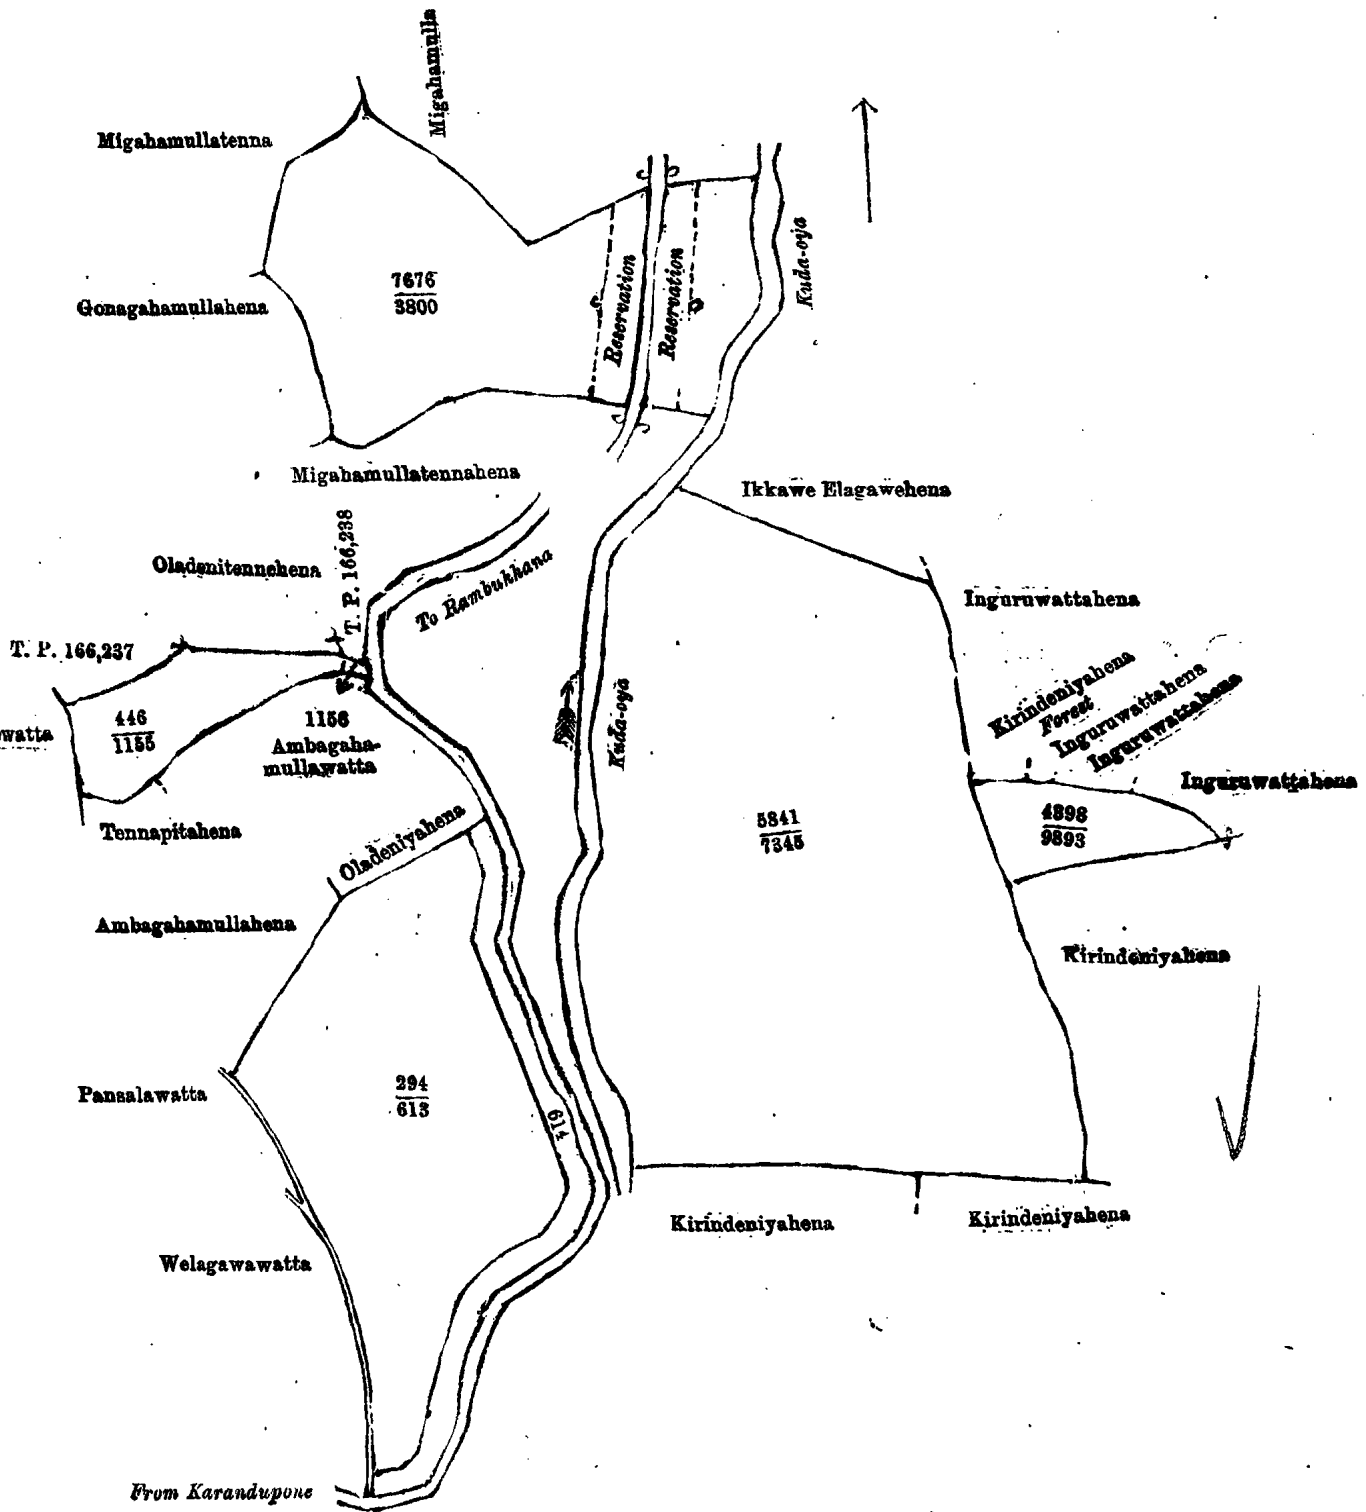 Migahamulla
Migahamullatenna
Kuda-oya
7676
3800
Gonagahamullahena
Reservation
Reservation
Migahamullatennahena
Ikkawe Elagawehena
T. P. 166,238
Oladenitennehena
To Rambukkana
Inguruwattahena
T. P. 166,237
Kirindeniyahena
Forest
Inguruwattahena
Inguruwattahena
watta
446
1155
1156
Ambagaha-
mullawatta
Kuda-oya
Inguruwattahena
Tennapitahena
5841
7345
4898
9893
Oladeniyahena
Ambagahamullahena
Kirindeniyahena
Pansalawatta
294
613
614
Kirindeniyahena
Kirindeniyahena
Welagawawatta
From Karandupone